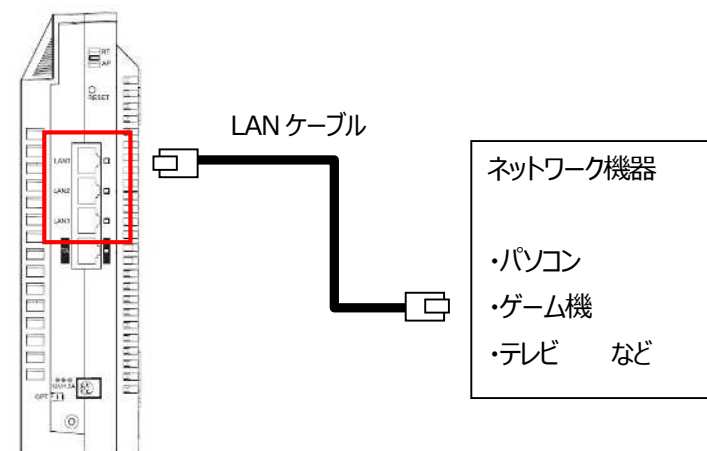 RT
AP
RESET
LAN ケーブル
LAN1
LAN2
LAN3
ネットワーク機器
・パソコン
・ゲーム機
・テレビ など
OPT